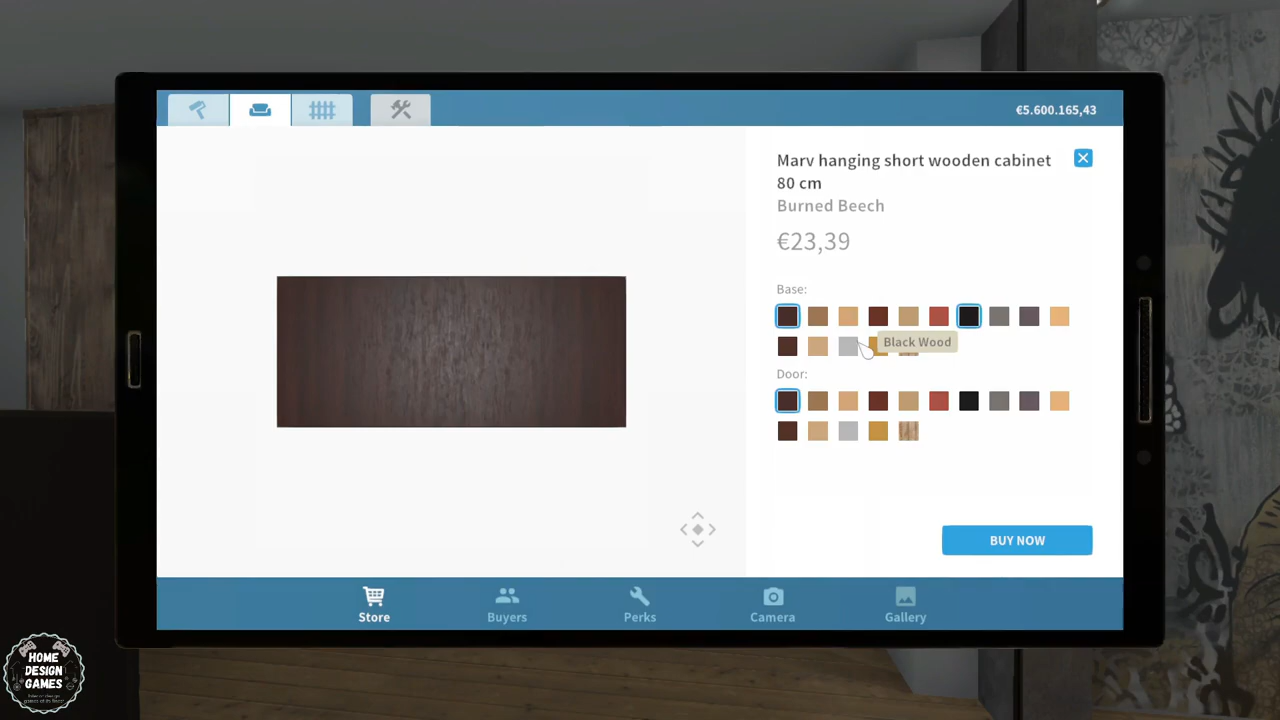 €5.600.165,43
Marv hanging short wooden cabinet
80 cm
Burned Beech
€23,39
Base:
Black Wood
Door:
BUY NOW
Store
Buyers
Perks
Camera
Gallery
HOME
DESIGN
GAMES